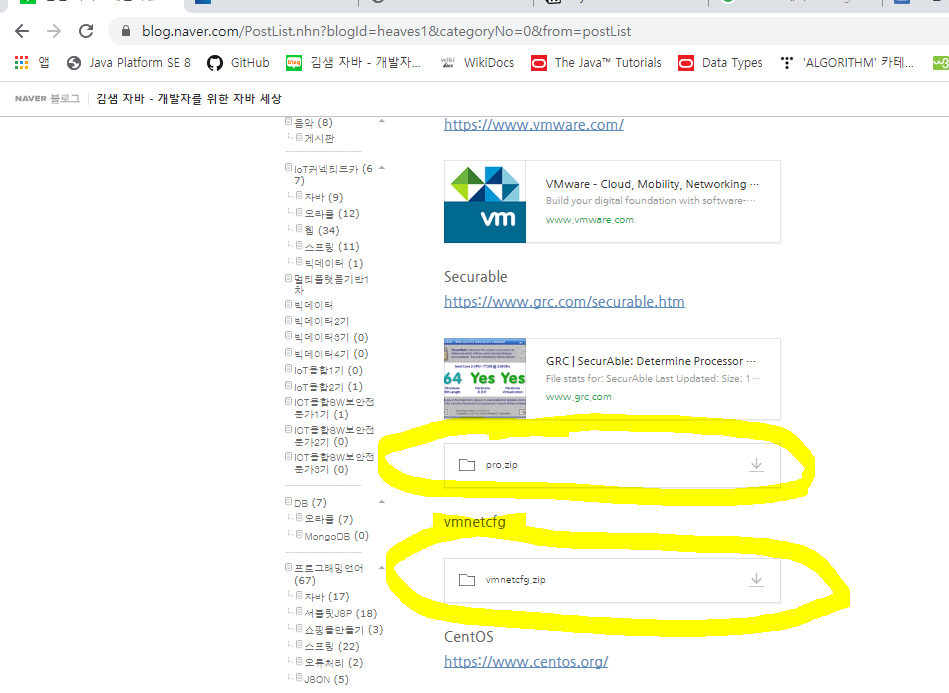 blog.naver.com/PostList.nhn?blogId=heaves1&categoryNo=0&from=postList
앱 Java Platform SE 8 GitHub 김샘 자바 - 개발자... WikiDocs The Java™ Tutorials Data Types 'ALGORITHM' 카테...
NAVER 블로그 김샘 자바 - 개발자를 위한 자바 세상
음악 (8)
게시판
IoT커넥티드카 (6
7)
자바 (9)
오라클 (12)
웹 (34)
스프링 (11)
빅데이터 (1)
멀티플랫폼기반1
차
빅데이터
빅데이터2기
빅데이터3기 (0)
빅데이터4기 (0)
IoT융합1기 (0)
IoT융합2기 (1)
ICT융합SW보안전
문가1기 (1)
ICT융합SW보안전
문가2기 (0)
ICT융합SW보안전
문가3기 (0)
DB (7)
오라클 (7)
MongoDB (0)
프로그래밍언어
(67)
자바 (17)
서블릿JSP (18)
쇼핑몰만들기 (3)
스프링 (22)
오류처리 (2)
JSON (5)
https://www.vmware.com/
vm
VMware - Cloud, Mobility, Networking ···
Build your digital foundation with software-···
www.vmware.com
Securable
https://www.grc.com/securable.htm
64 Yes Yes
GRC | SecurAble: Determine Processor ···
File stats for: SecurAble Last Updated: Size: 1···
www.grc.com
pro.zip
vmnetcfg
vmnetcfg.zip
CentOS
https://www.centos.org/